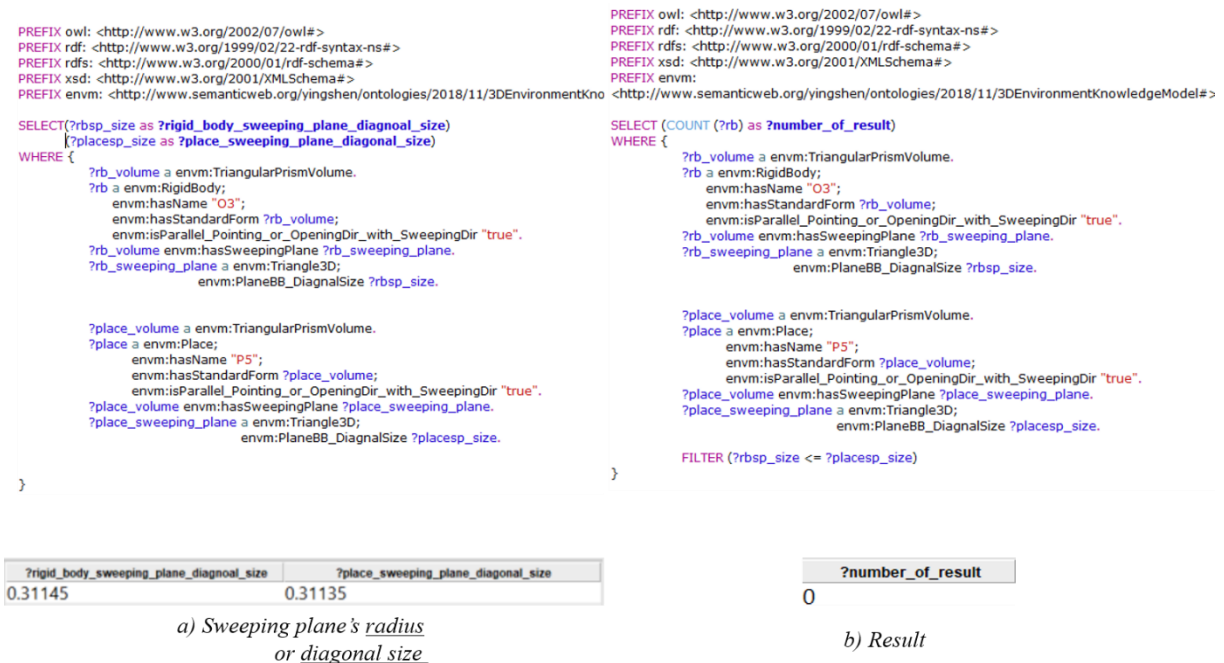 PREFIX owl: <http://www.w3.org/2002/07/owl#>
PREFIX rdf: <http://www.w3.org/1999/02/22-rdf-syntax-ns#>
PREFIX rdfs: <http://www.w3.org/2000/01/rdf-schema#>
PREFIX xsd: <http://www.w3.org/2001/XMLSchema#>
PREFIX envm: <http://www.semanticweb.org/yingshen/ontologies/2018/11/3DEnvironmentKno
SELECT(?rbsp_size as ?rigid_body_sweeping_plane_diagnoal_size)
(?placesp_size as ?place_sweeping_plane_diagonal_size)
WHERE {
?rb_volume a envm:TriangularPrismVolume.
?rb a envm:RigidBody;
envm:hasName "O3";
envm:hasStandardForm ?rb_volume;
envm:isParallel_Pointing_or_OpeningDir_with_SweepingDir "true".
?rb_volume envm:hasSweepingPlane ?rb_sweeping_plane.
?rb_sweeping_plane a envm:Triangle3D;
envm:PlaneBB_DiagnalSize ?rbsp_size.
?place_volume a envm:TriangularPrismVolume.
?place a envm:Place;
envm:hasName "P5";
envm:hasStandardForm ?place_volume;
envm:isParallel_Pointing_or_OpeningDir_with_SweepingDir "true".
?place_volume envm:hasSweepingPlane ?place_sweeping_plane.
?place_sweeping_plane a envm:Triangle3D;
envm:PlaneBB_DiagnalSize ?placesp_size.
}
PREFIX owl: <http://www.w3.org/2002/07/owl#>
PREFIX rdf: <http://www.w3.org/1999/02/22-rdf-syntax-ns#>
PREFIX rdfs: <http://www.w3.org/2000/01/rdf-schema#>
PREFIX xsd: <http://www.w3.org/2001/XMLSchema#>
PREFIX envm:
<http://www.semanticweb.org/yingshen/ontologies/2018/11/3DEnvironmentKnowledgeModel#>
SELECT (COUNT (?rb) as ?number_of_result)
WHERE {
?rb_volume a envm:TriangularPrismVolume.
?rb a envm:RigidBody;
envm:hasName "O3";
envm:hasStandardForm ?rb_volume;
envm:isParallel_Pointing_or_OpeningDir_with_SweepingDir "true".
?rb_volume envm:hasSweepingPlane ?rb_sweeping_plane.
?rb_sweeping_plane a envm:Triangle3D;
envm:PlaneBB_DiagnalSize ?rbsp_size.
?place_volume a envm:TriangularPrismVolume.
?place a envm:Place;
envm:hasName "P5";
envm:hasStandardForm ?place_volume;
envm:isParallel_Pointing_or_OpeningDir_with_SweepingDir "true".
?place_volume envm:hasSweepingPlane ?place_sweeping_plane.
?place_sweeping_plane a envm:Triangle3D;
envm:PlaneBB_DiagnalSize ?placesp_size.
FILTER (?rbsp_size <= ?placesp_size)
}
?rigid_body_sweeping_plane_diagnoal_size ?place_sweeping_plane_diagonal_size
0.31145 0.31135
a) Sweeping plane's radius
or diagonal size
?number_of_result
0
b) Result